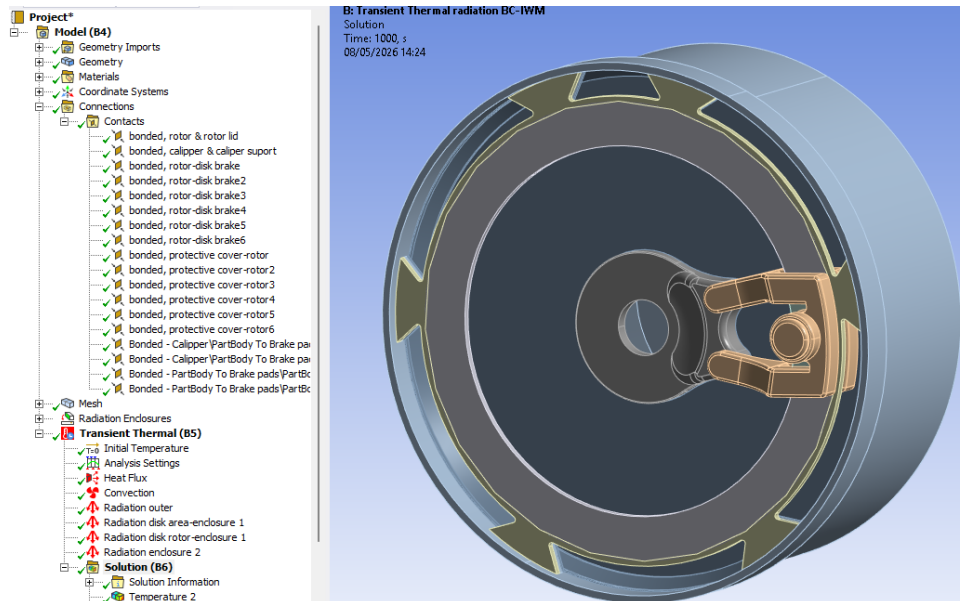 Project*
Model (B4)
Geometry Imports
Geometry
Materials
Coordinate Systems
Connections
Contacts
bonded, rotor & rotor lid
bonded, calipper & caliper suport
bonded, rotor-disk brake
bonded, rotor-disk brake2
bonded, rotor-disk brake3
bonded, rotor-disk brake4
bonded, rotor-disk brake5
bonded, rotor-disk brake6
bonded, protective cover-rotor
bonded, protective cover-rotor2
bonded, protective cover-rotor3
bonded, protective cover-rotor4
bonded, protective cover-rotor5
bonded, protective cover-rotor6
Bonded - Calipper\PartBody To Brake pa
Bonded - Calipper\PartBody To Brake pa
Bonded - PartBody To Brake pads\PartBo
Bonded - PartBody To Brake pads\PartBo
Mesh
Radiation Enclosures
Transient Thermal (B5)
T=0 Initial Temperature
Analysis Settings
Heat Flux
Convection
Radiation outer
Radiation disk area-enclosure 1
Radiation disk rotor-enclosure 1
Radiation enclosure 2
Solution (B6)
Solution Information
Temperature 2
B: Transient Thermal radiation BC-IWM
Solution
Time: 1000, s
08/05/2026 14:24